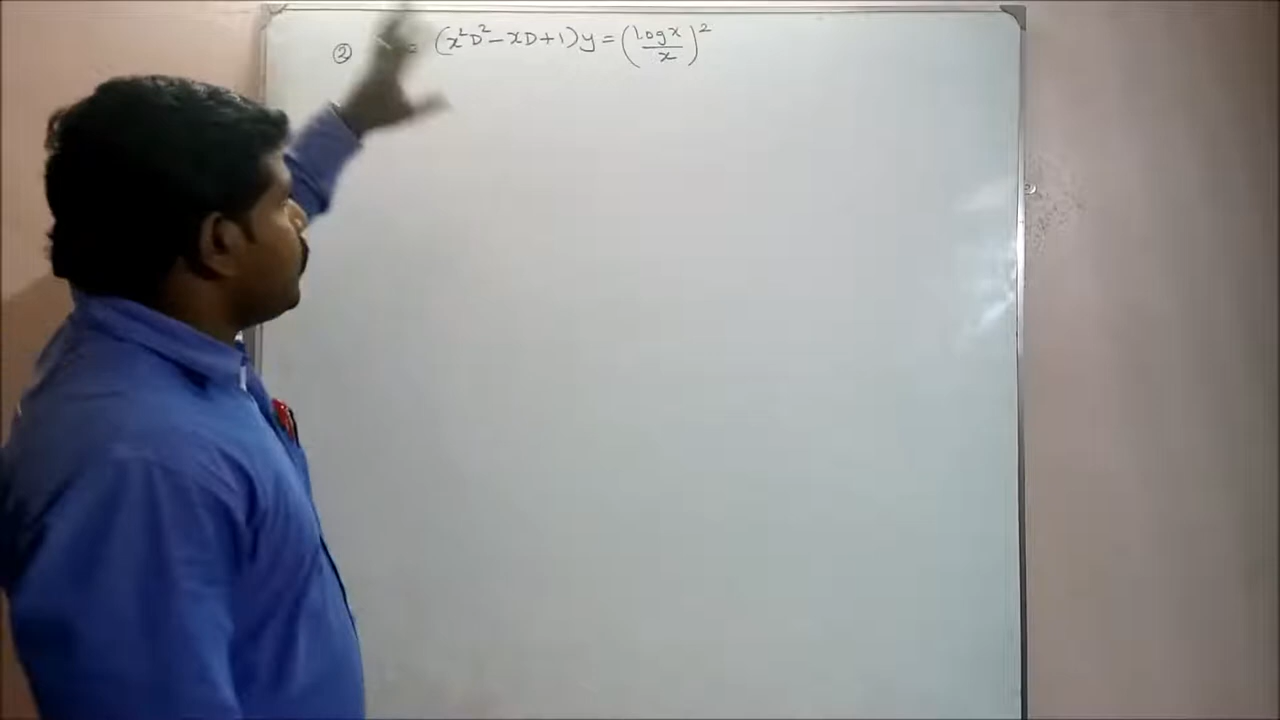 ② = (x²D² - xD + 1) y = (log x / x)²